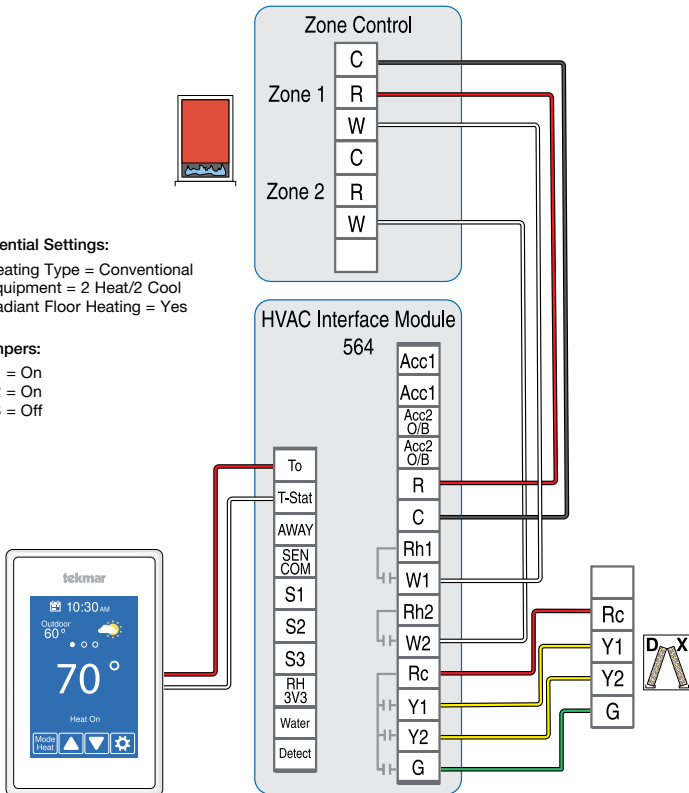 Zone Control
C
Zone 1 R
W
C
Zone 2 R
W
ential Settings:
eating Type = Conventional
quipment = 2 Heat/2 Cool
adiant Floor Heating = Yes
mpers:
= On
= On
= Off
HVAC Interface Module
564
Acc1
Acc1
Acc2
O/B
Acc2
O/B
R
C
Rh1
W1
Rh2
W2
Rc
Y1
Y2
G
To
T-Stat
AWAY
SEN
COM
S1
S2
S3
RH
3V3
Water
Detect
tekmar
10:30 AM
Outdoor
60°
70°
Heat On
Mode
Heat
Rc
Y1
Y2
G
D X